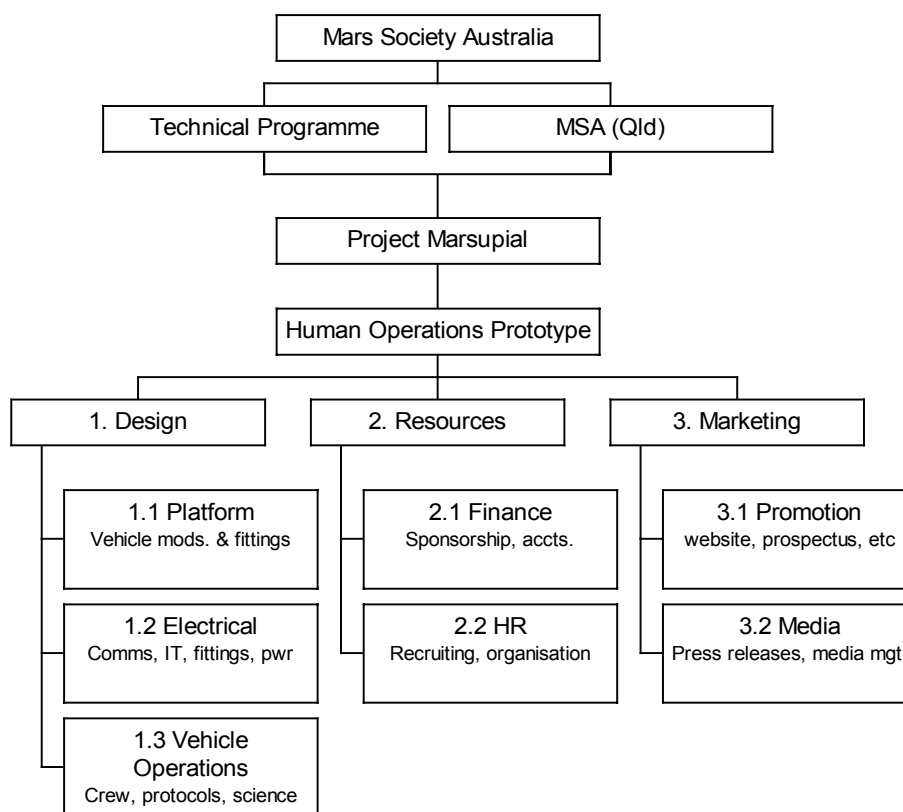 Mars Society Australia
Technical Programme
MSA (Qld)
Project Marsupial
Human Operations Prototype
1. Design
2. Resources
3. Marketing
1.1 Platform
Vehicle mods. & fittings
2.1 Finance
Sponsorship, accts.
3.1 Promotion
website, prospectus, etc
1.2 Electrical
Comms, IT, fittings, pwr
2.2 HR
Recruiting, organisation
3.2 Media
Press releases, media mgt
1.3 Vehicle
Operations
Crew, protocols, science